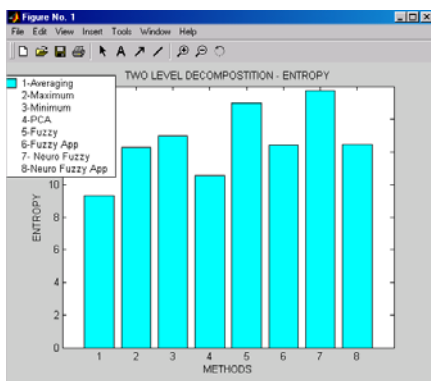 Figure No. 1
File Edit View Insert Tools Window Help
A
TWO LEVEL DECOMPOSTITION - ENTROPY
1-Averaging
2-Maximum
3-Minimum
4-PCA
5-Fuzzy
6-Fuzzy App
7- Neuro Fuzzy
8-Neuro Fuzzy App
10
8
6
4
2
0
ENTROPY
1 2 3 4 5 6 7 8
METHODS